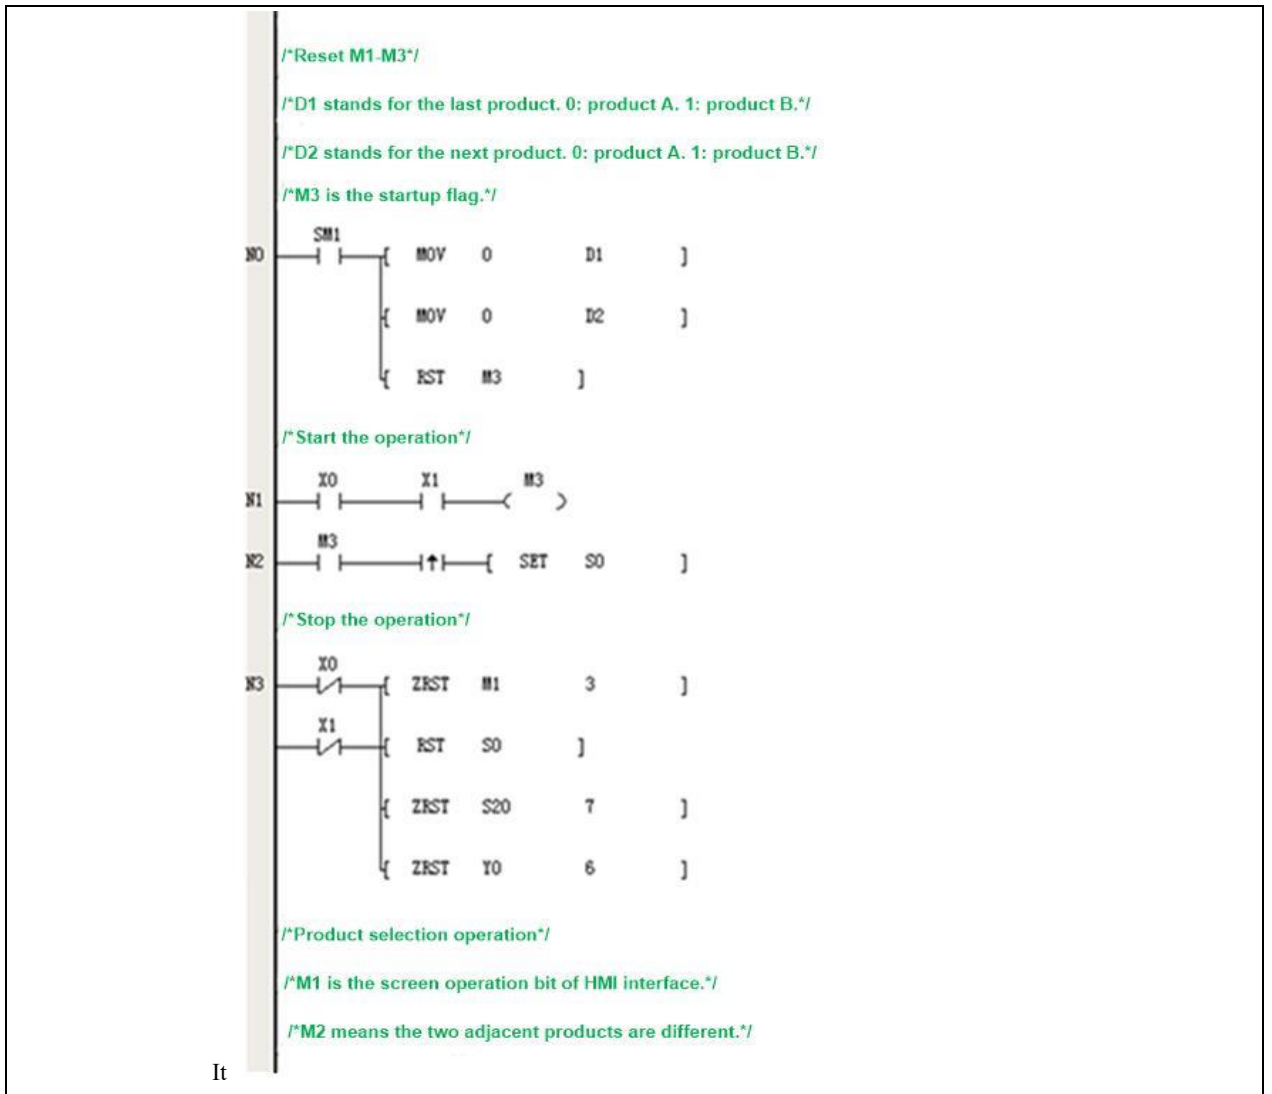 /*Reset M1-M3*/
/*D1 stands for the last product. 0: product A. 1: product B.*/
/*D2 stands for the next product. 0: product A. 1: product B.*/
/*M3 is the startup flag.*/
SM1
N0 [ MOV 0 D1 ]
[ MOV 0 D2 ]
[ RST M3 ]
/*Start the operation*/
X0 X1 M3
N1
M3
N2 [ SET S0 ]
/*Stop the operation*/
X0
N3 [ ZRST M1 3 ]
X1
[ RST S0 ]
[ ZRST S20 7 ]
[ ZRST Y0 6 ]
/*Product selection operation*/
/*M1 is the screen operation bit of HMI interface.*/
/*M2 means the two adjacent products are different.*/
It